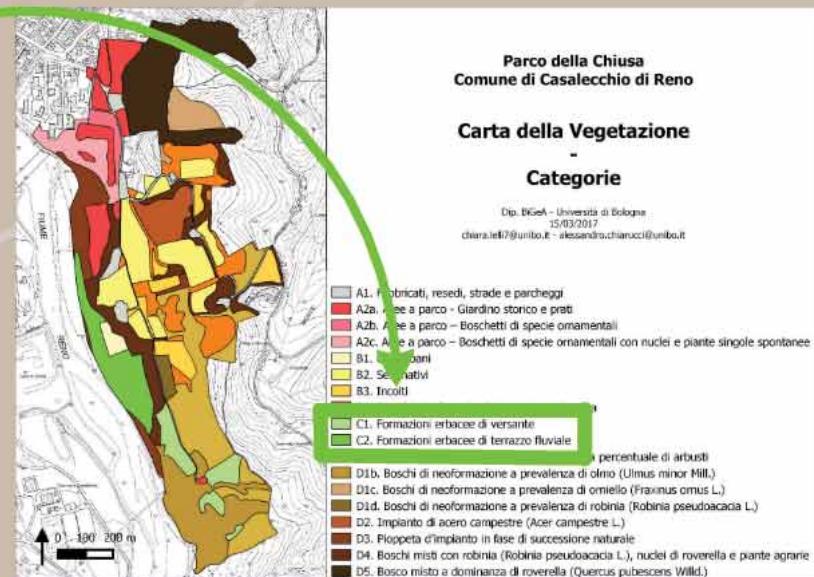 Parco della Chiusa
Comune di Casalecchio di Reno
Carta della Vegetazione
-
Categorie
Dip. BiGeA - Università di Bologna
15/03/2017
chiara.lelli7@unibo.it - alessandro.chiarucci@unibo.it
FIUME
RENO
0 100 200 m
A1. Fabbricati, resedi, strade e parcheggi
A2a. Aree a parco - Giardino storico e prati
A2b. Aree a parco – Boschetti di specie ornamentali
A2c. Aree a parco – Boschetti di specie ornamentali con nuclei e piante singole spontanee
B1.
B2. Seminativi
B3. Incolti
C1. Formazioni erbacee di versante
C2. Formazioni erbacee di terrazzo fluviale
percentuale di arbusti
D1b. Boschi di neoformazione a prevalenza di olmo (Ulmus minor Mill.)
D1c. Boschi di neoformazione a prevalenza di orniello (Fraxinus ornus L.)
D1d. Boschi di neoformazione a prevalenza di robinia (Robinia pseudoacacia L.)
D2. Impianto di acero campestre (Acer campestre L.)
D3. Pioppeta d'impianto in fase di successione naturale
D4. Boschi misti con robinia (Robinia pseudoacacia L.), nuclei di roverella e piante agrarie
D5. Bosco misto a dominanza di roverella (Quercus pubescens Willd.)